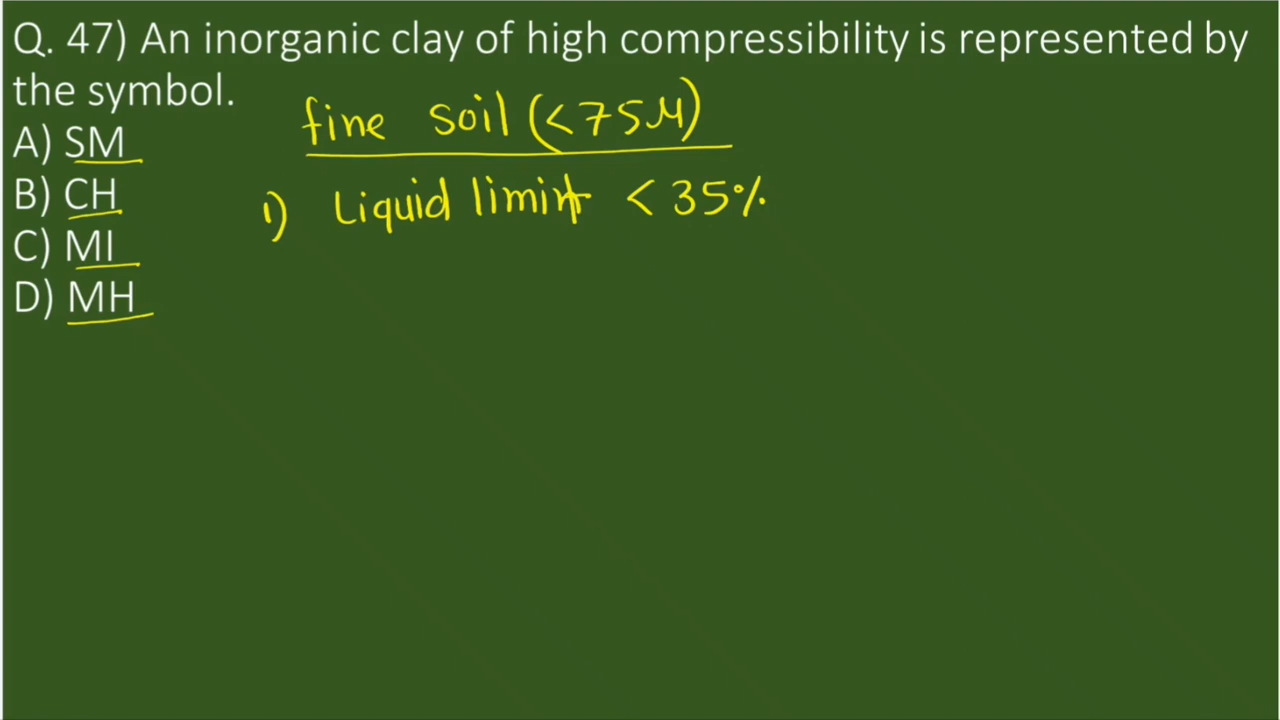 Q. 47) An inorganic clay of high compressibility is represented by
the symbol.
A) SM
B) CH
C) MI
D) MH
fine soil (<75μ)
1) Liquid limit < 35%